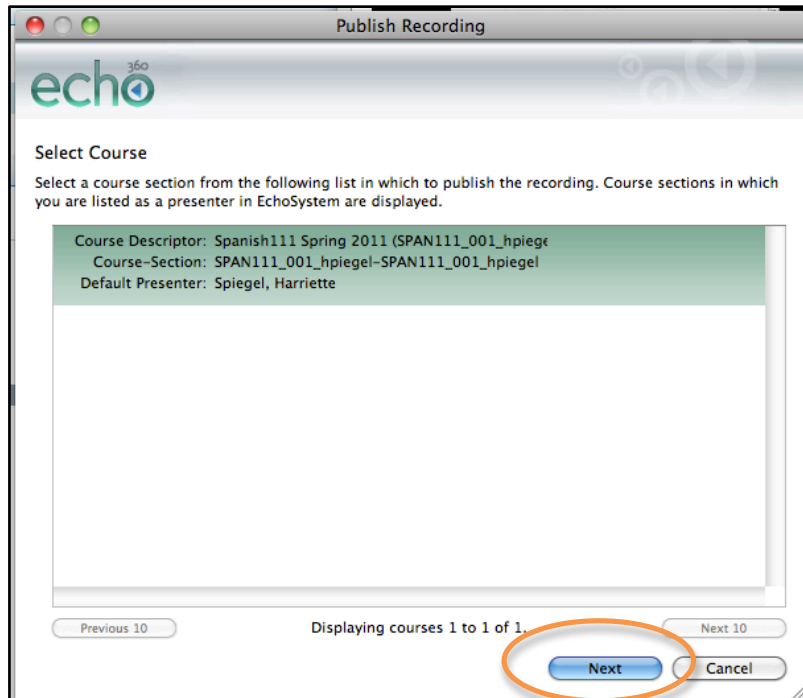 Publish Recording
echo360
Select Course
Select a course section from the following list in which to publish the recording. Course sections in which
you are listed as a presenter in EchoSystem are displayed.
Course Descriptor: Spanish111 Spring 2011 (SPAN111_001_hpiege
Course-Section: SPAN111_001_hpiegel-SPAN111_001_hpiegel
Default Presenter: Spiegel, Harriette
Previous 10 Displaying courses 1 to 1 of 1. Next 10
Next Cancel